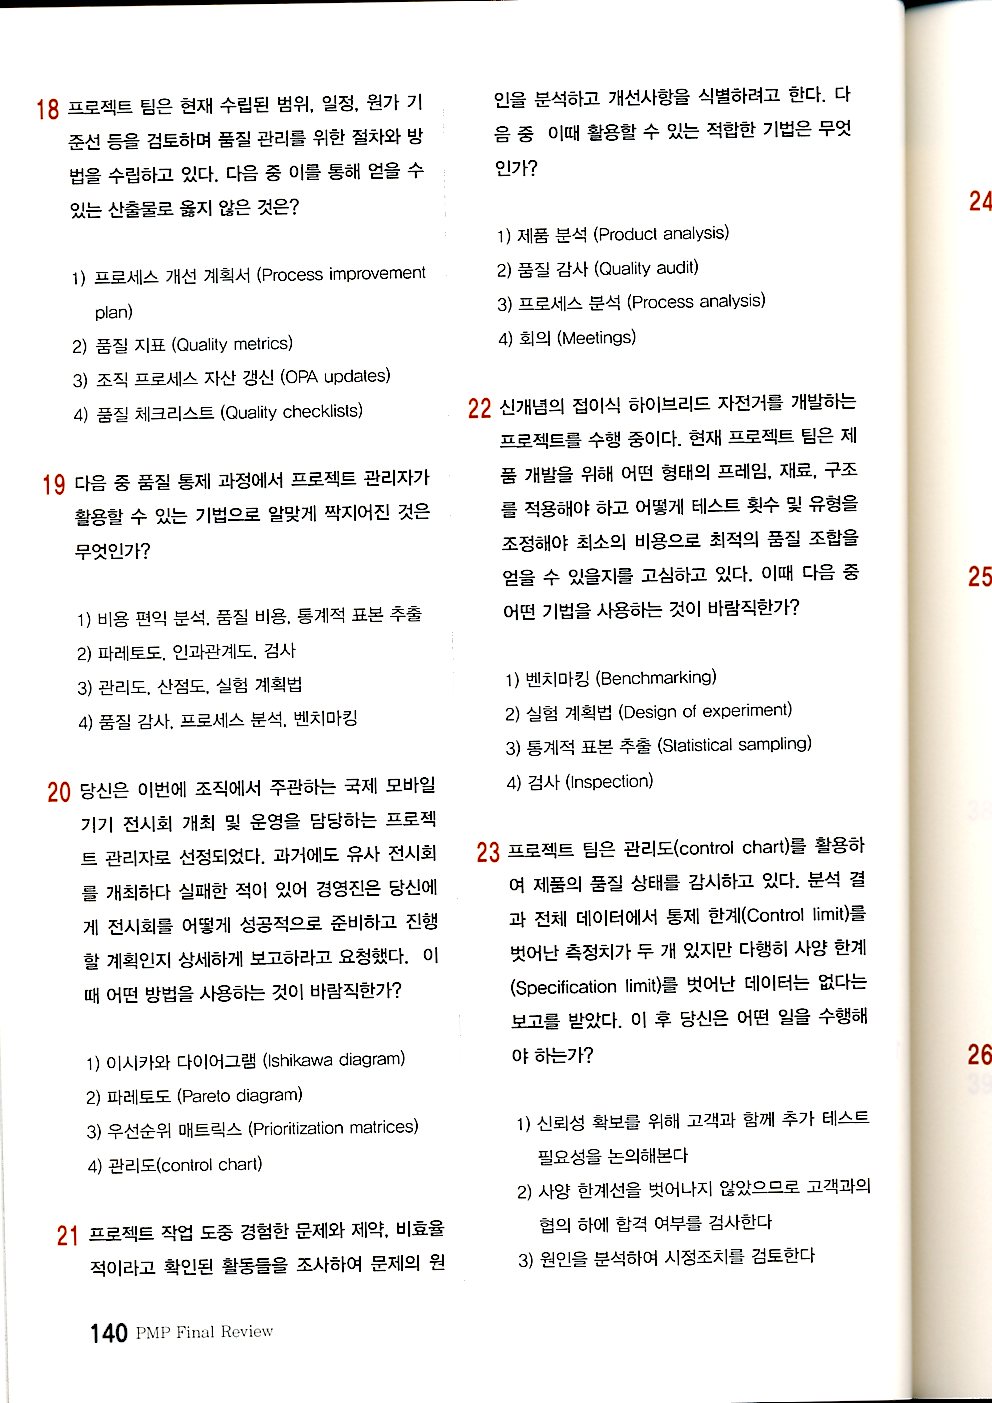 18 프로젝트 팀은 현재 수립된 범위, 일정, 원가 기
준선 등을 검토하며 품질 관리를 위한 절차와 방
법을 수립하고 있다. 다음 중 이를 통해 얻을 수
있는 산출물로 옳지 않은 것은?
1) 프로세스 개선 계획서 (Process improvement
plan)
2) 품질 지표 (Quality metrics)
3) 조직 프로세스 자산 갱신 (OPA updates)
4) 품질 체크리스트 (Quality checklists)
19 다음 중 품질 통제 과정에서 프로젝트 관리자가
활용할 수 있는 기법으로 알맞게 짝지어진 것은
무엇인가?
1) 비용 편익 분석, 품질 비용, 통계적 표본 추출
2) 파레토도, 인과관계도, 검사
3) 관리도, 산점도, 실험 계획법
4) 품질 감사, 프로세스 분석, 벤치마킹
20 당신은 이번에 조직에서 주관하는 국제 모바일
기기 전시회 개최 및 운영을 담당하는 프로젝
트 관리자로 선정되었다. 과거에도 유사 전시회
를 개최하다 실패한 적이 있어 경영진은 당신에
게 전시회를 어떻게 성공적으로 준비하고 진행
할 계획인지 상세하게 보고하라고 요청했다. 이
때 어떤 방법을 사용하는 것이 바람직한가?
1) 이시카와 다이어그램 (Ishikawa diagram)
2) 파레토도 (Pareto diagram)
3) 우선순위 매트릭스 (Prioritization matrices)
4) 관리도(control chart)
21 프로젝트 작업 도중 경험한 문제와 제약, 비효율
적이라고 확인된 활동들을 조사하여 문제의 원
인을 분석하고 개선사항을 식별하려고 한다. 다
음 중 이때 활용할 수 있는 적합한 기법은 무엇
인가?
1) 제품 분석 (Product analysis)
2) 품질 감사 (Quality audit)
3) 프로세스 분석 (Process analysis)
4) 회의 (Meetings)
22 신개념의 접이식 하이브리드 자전거를 개발하는
프로젝트를 수행 중이다. 현재 프로젝트 팀은 제
품 개발을 위해 어떤 형태의 프레임, 재료, 구조
를 적용해야 하고 어떻게 테스트 횟수 및 유형을
조정해야 최소의 비용으로 최적의 품질 조합을
얻을 수 있을지를 고심하고 있다. 이때 다음 중
어떤 기법을 사용하는 것이 바람직한가?
1) 벤치마킹 (Benchmarking)
2) 실험 계획법 (Design of experiment)
3) 통계적 표본 추출 (Statistical sampling)
4) 검사 (Inspection)
23 프로젝트 팀은 관리도(control chart)를 활용하
여 제품의 품질 상태를 감시하고 있다. 분석 결
과 전체 데이터에서 통제 한계(Control limit)를
벗어난 측정치가 두 개 있지만 다행히 사양 한계
(Specification limit)를 벗어난 데이터는 없다는
보고를 받았다. 이 후 당신은 어떤 일을 수행해
야 하는가?
1) 신뢰성 확보를 위해 고객과 함께 추가 테스트
필요성을 논의해본다
2) 사양 한계선을 벗어나지 않았으므로 고객과의
협의 하에 합격 여부를 검사한다
3) 원인을 분석하여 시정조치를 검토한다
140 PMP Final Review
24
25
26